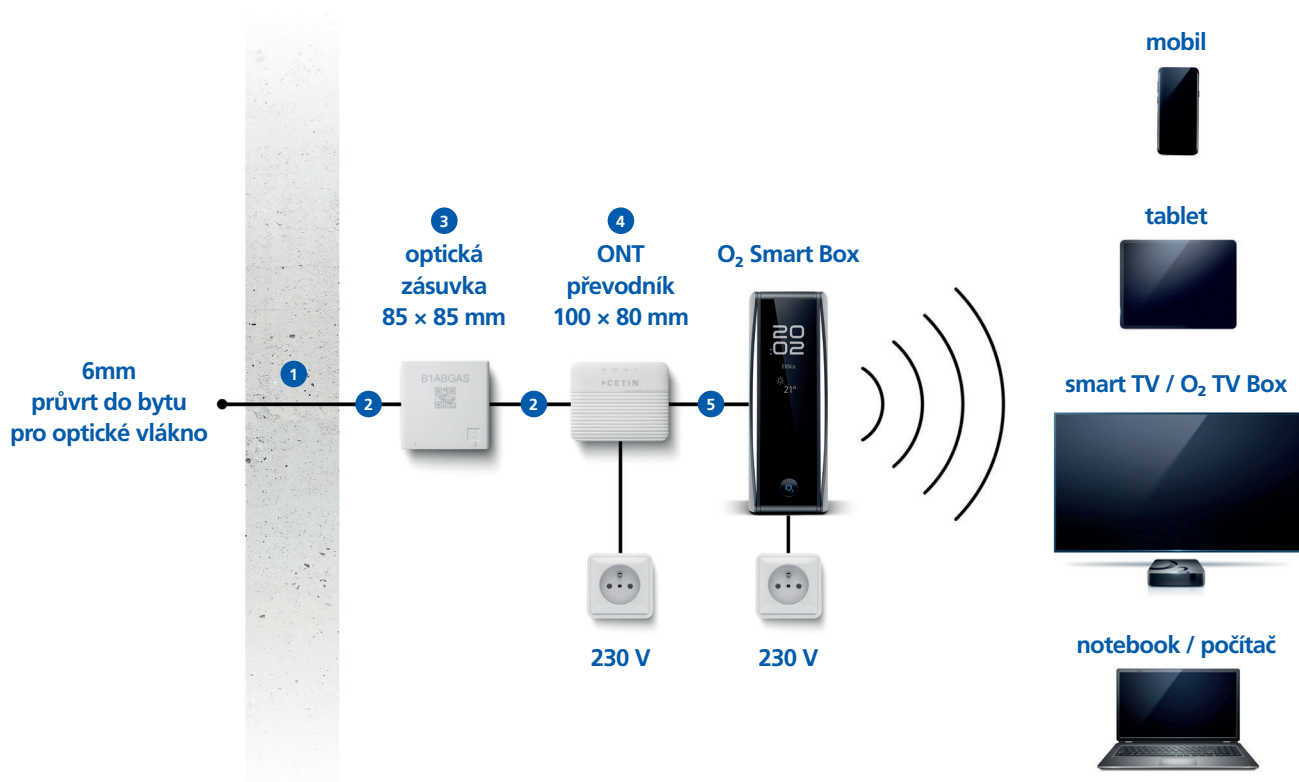 6mm
průvrt do bytu
pro optické vlákno
1
2
3
optická
zásuvka
85 × 85 mm
B1ABGAS
2
4
ONT
převodník
100 × 80 mm
CETIN
230 V
5
O₂ Smart Box
20
:02
21°
O₂
230 V
mobil
tablet
smart TV / O₂ TV Box
notebook / počítač